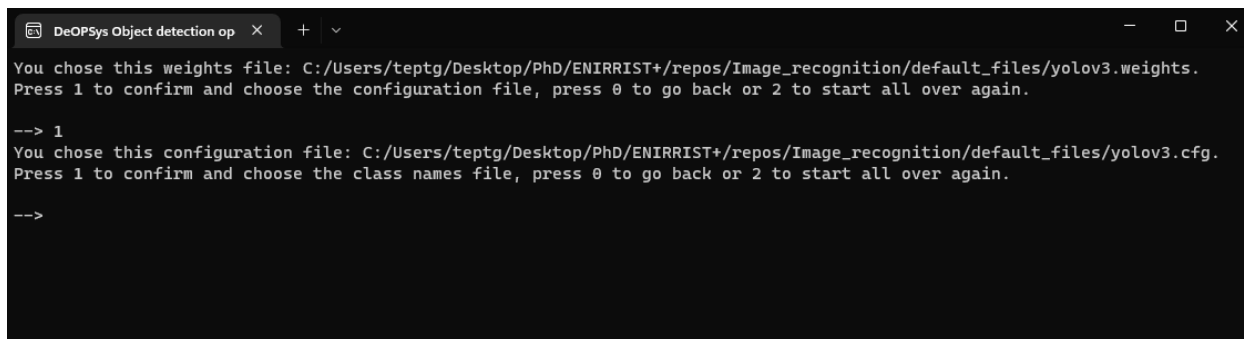 DeOPSys Object detection op
You chose this weights file: C:/Users/teptg/Desktop/PhD/ENIRRIST+/repos/Image_recognition/default_files/yolov3.weights.
Press 1 to confirm and choose the configuration file, press 0 to go back or 2 to start all over again.
--> 1
You chose this configuration file: C:/Users/teptg/Desktop/PhD/ENIRRIST+/repos/Image_recognition/default_files/yolov3.cfg.
Press 1 to confirm and choose the class names file, press 0 to go back or 2 to start all over again.
-->